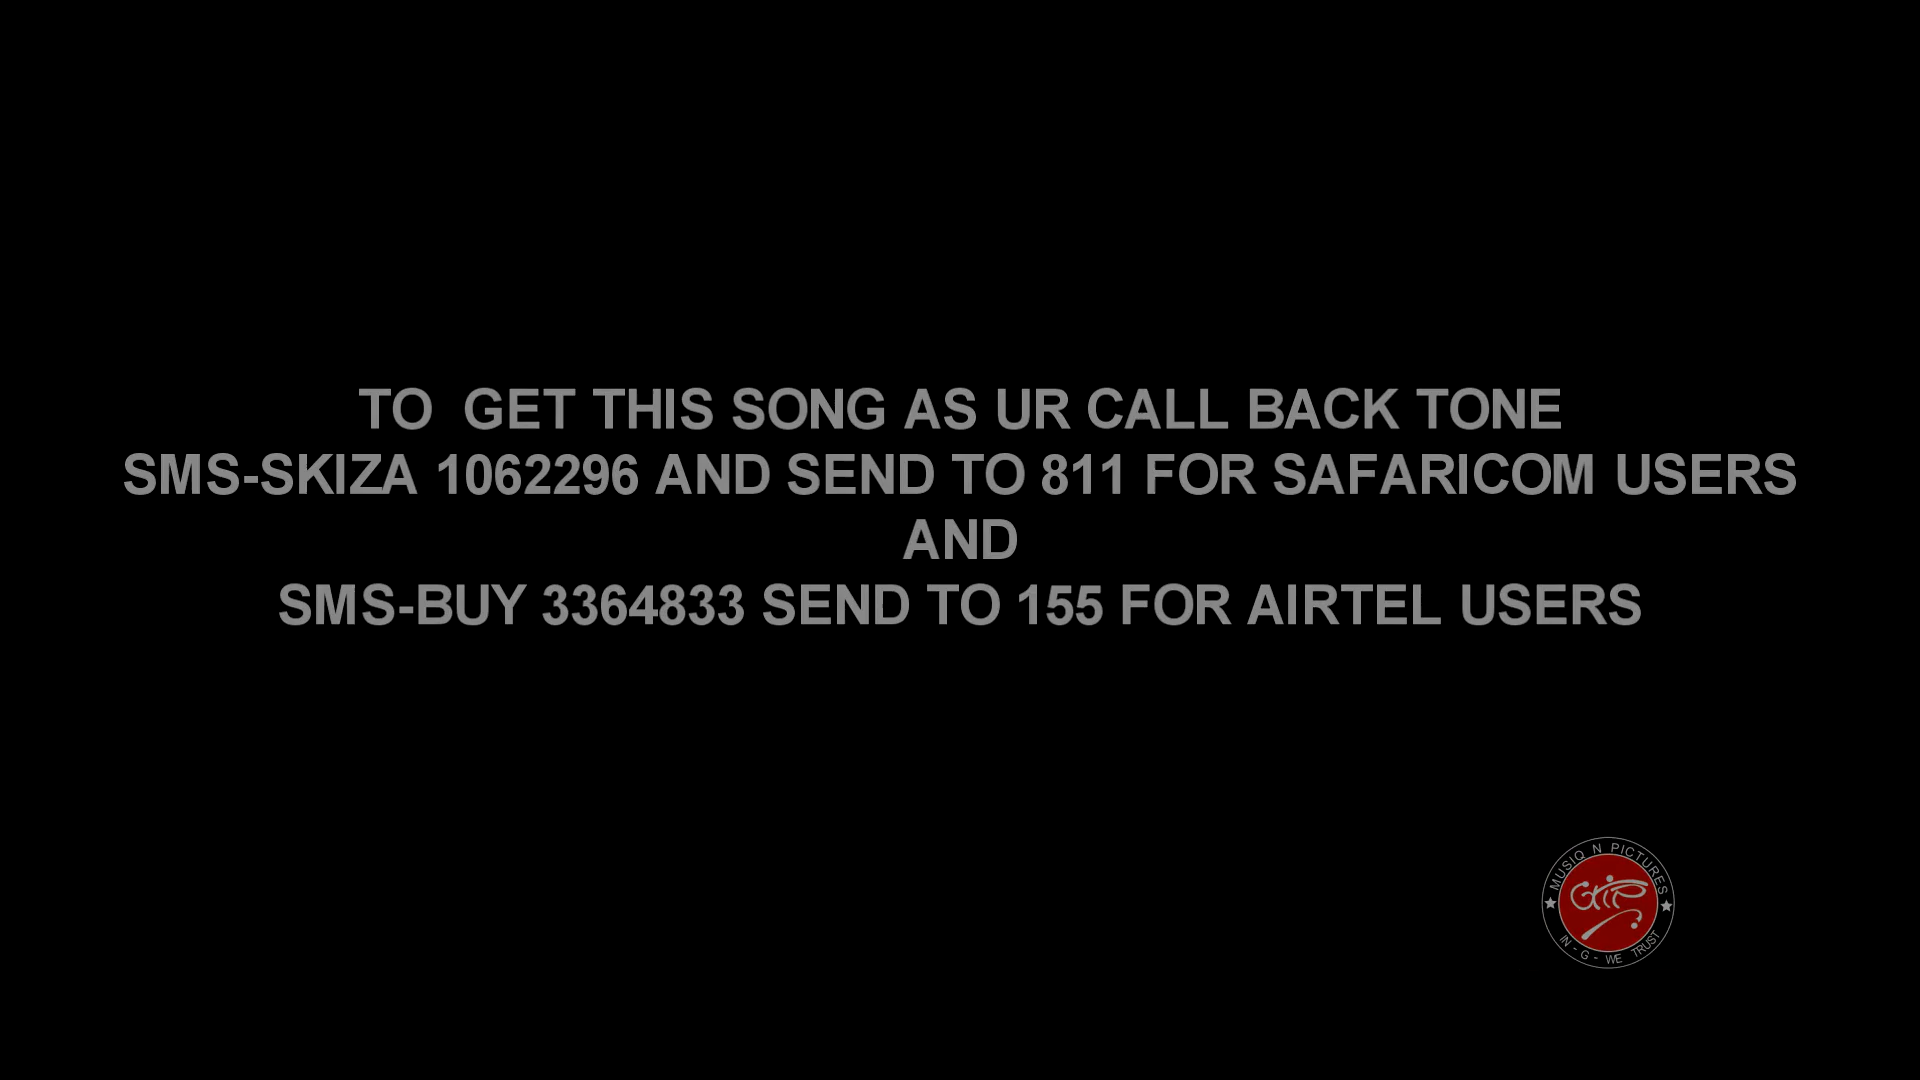 TO  GET THIS SONG AS UR CALL BACK TONE
SMS-SKIZA 1062296 AND SEND TO 811 FOR SAFARICOM USERS
AND
SMS-BUY 3364833 SEND TO 155 FOR AIRTEL USERS
MUSIQ N PICTURES
IN - G - WE TRUST